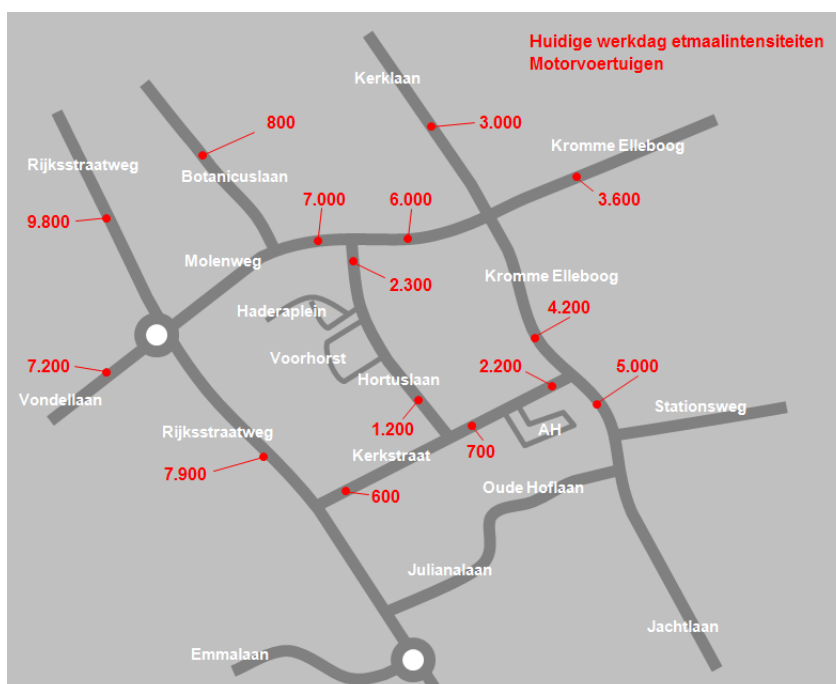 Huidige werkdag etmaalintensiteiten
Motorvoertuigen
Kerklaan
800
3.000
Kromme Elleboog
Rijksstraatweg
Botanicuslaan
7.000
6.000
3.600
9.800
Molenweg
2.300
Kromme Elleboog
Haderaplein
4.200
Voorhorst
7.200
Hortuslaan
2.200
5.000
Vondellaan
Stationsweg
1.200
AH
Rijksstraatweg
700
Kerkstraat
7.900
600
Oude Hoflaan
Julianalaan
Jachtlaan
Emmalaan